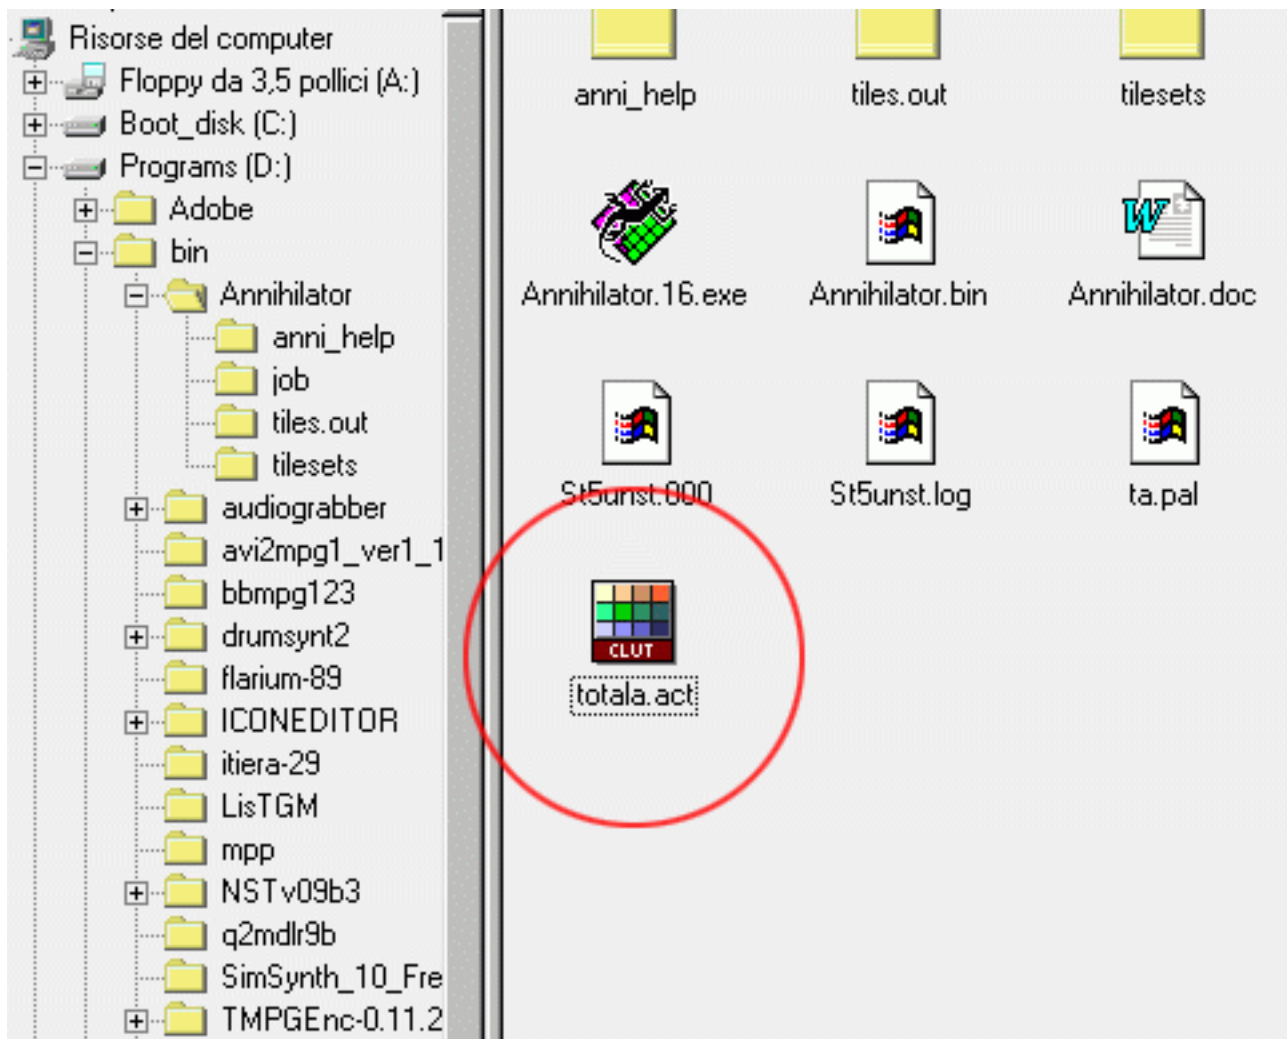 Risorse del computer
Floppy da 3,5 pollici (A:)
Boot_disk (C:)
Programs (D:)
Adobe
bin
Annihilator
anni_help
job
tiles.out
tilesets
audiograbber
avi2mpg1_ver1_1
bbmpg123
drumsynt2
flarium-89
ICONEDITOR
itiera-29
LisTGM
mpp
NSTv09b3
q2mdlr9b
SimSynth_10_Fre
TMPGEnc-0.11.2
anni_help
tiles.out
tilesets
Annihilator.16.exe
Annihilator.bin
W
Annihilator.doc
St5unst.000
St5unst.log
ta.pal
CLUT
totala.act